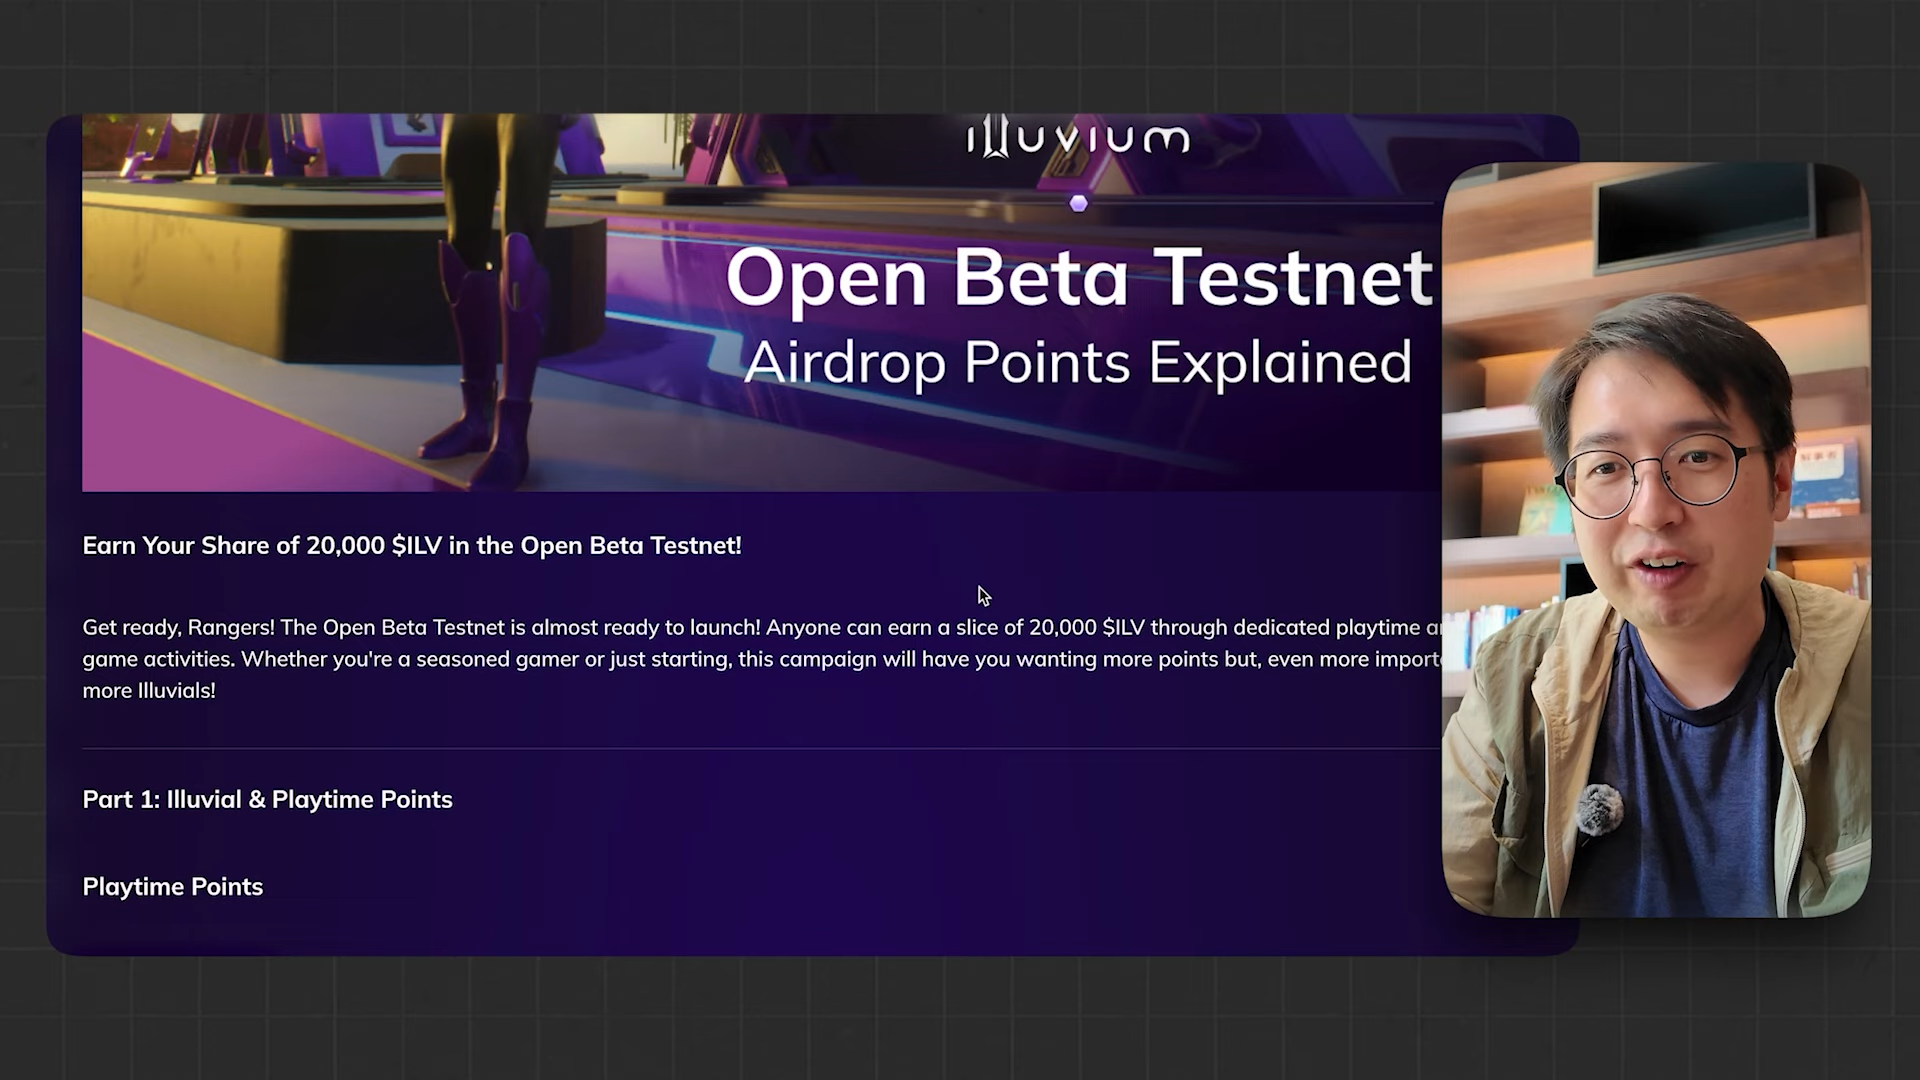 illuvium
Open Beta Testnet
Airdrop Points Explained
Earn Your Share of 20,000 $ILV in the Open Beta Testnet!
Get ready, Rangers! The Open Beta Testnet is almost ready to launch! Anyone can earn a slice of 20,000 $ILV through dedicated playtime
game activities. Whether you're a seasoned gamer or just starting, this campaign will have you wanting more points but, even more
more Illuvials!
Part 1: Illuvial & Playtime Points
Playtime Points